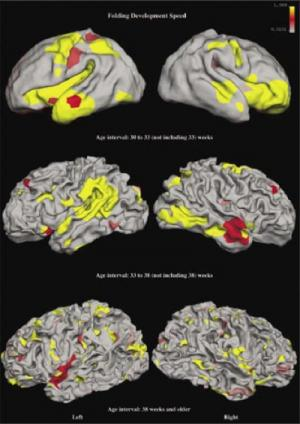 Folding Development Speed
Age interval: 30 to 33 (not including 33) weeks
Age interval: 33 to 38 (not including 38) weeks
Age interval: 38 weeks and older
Left Right